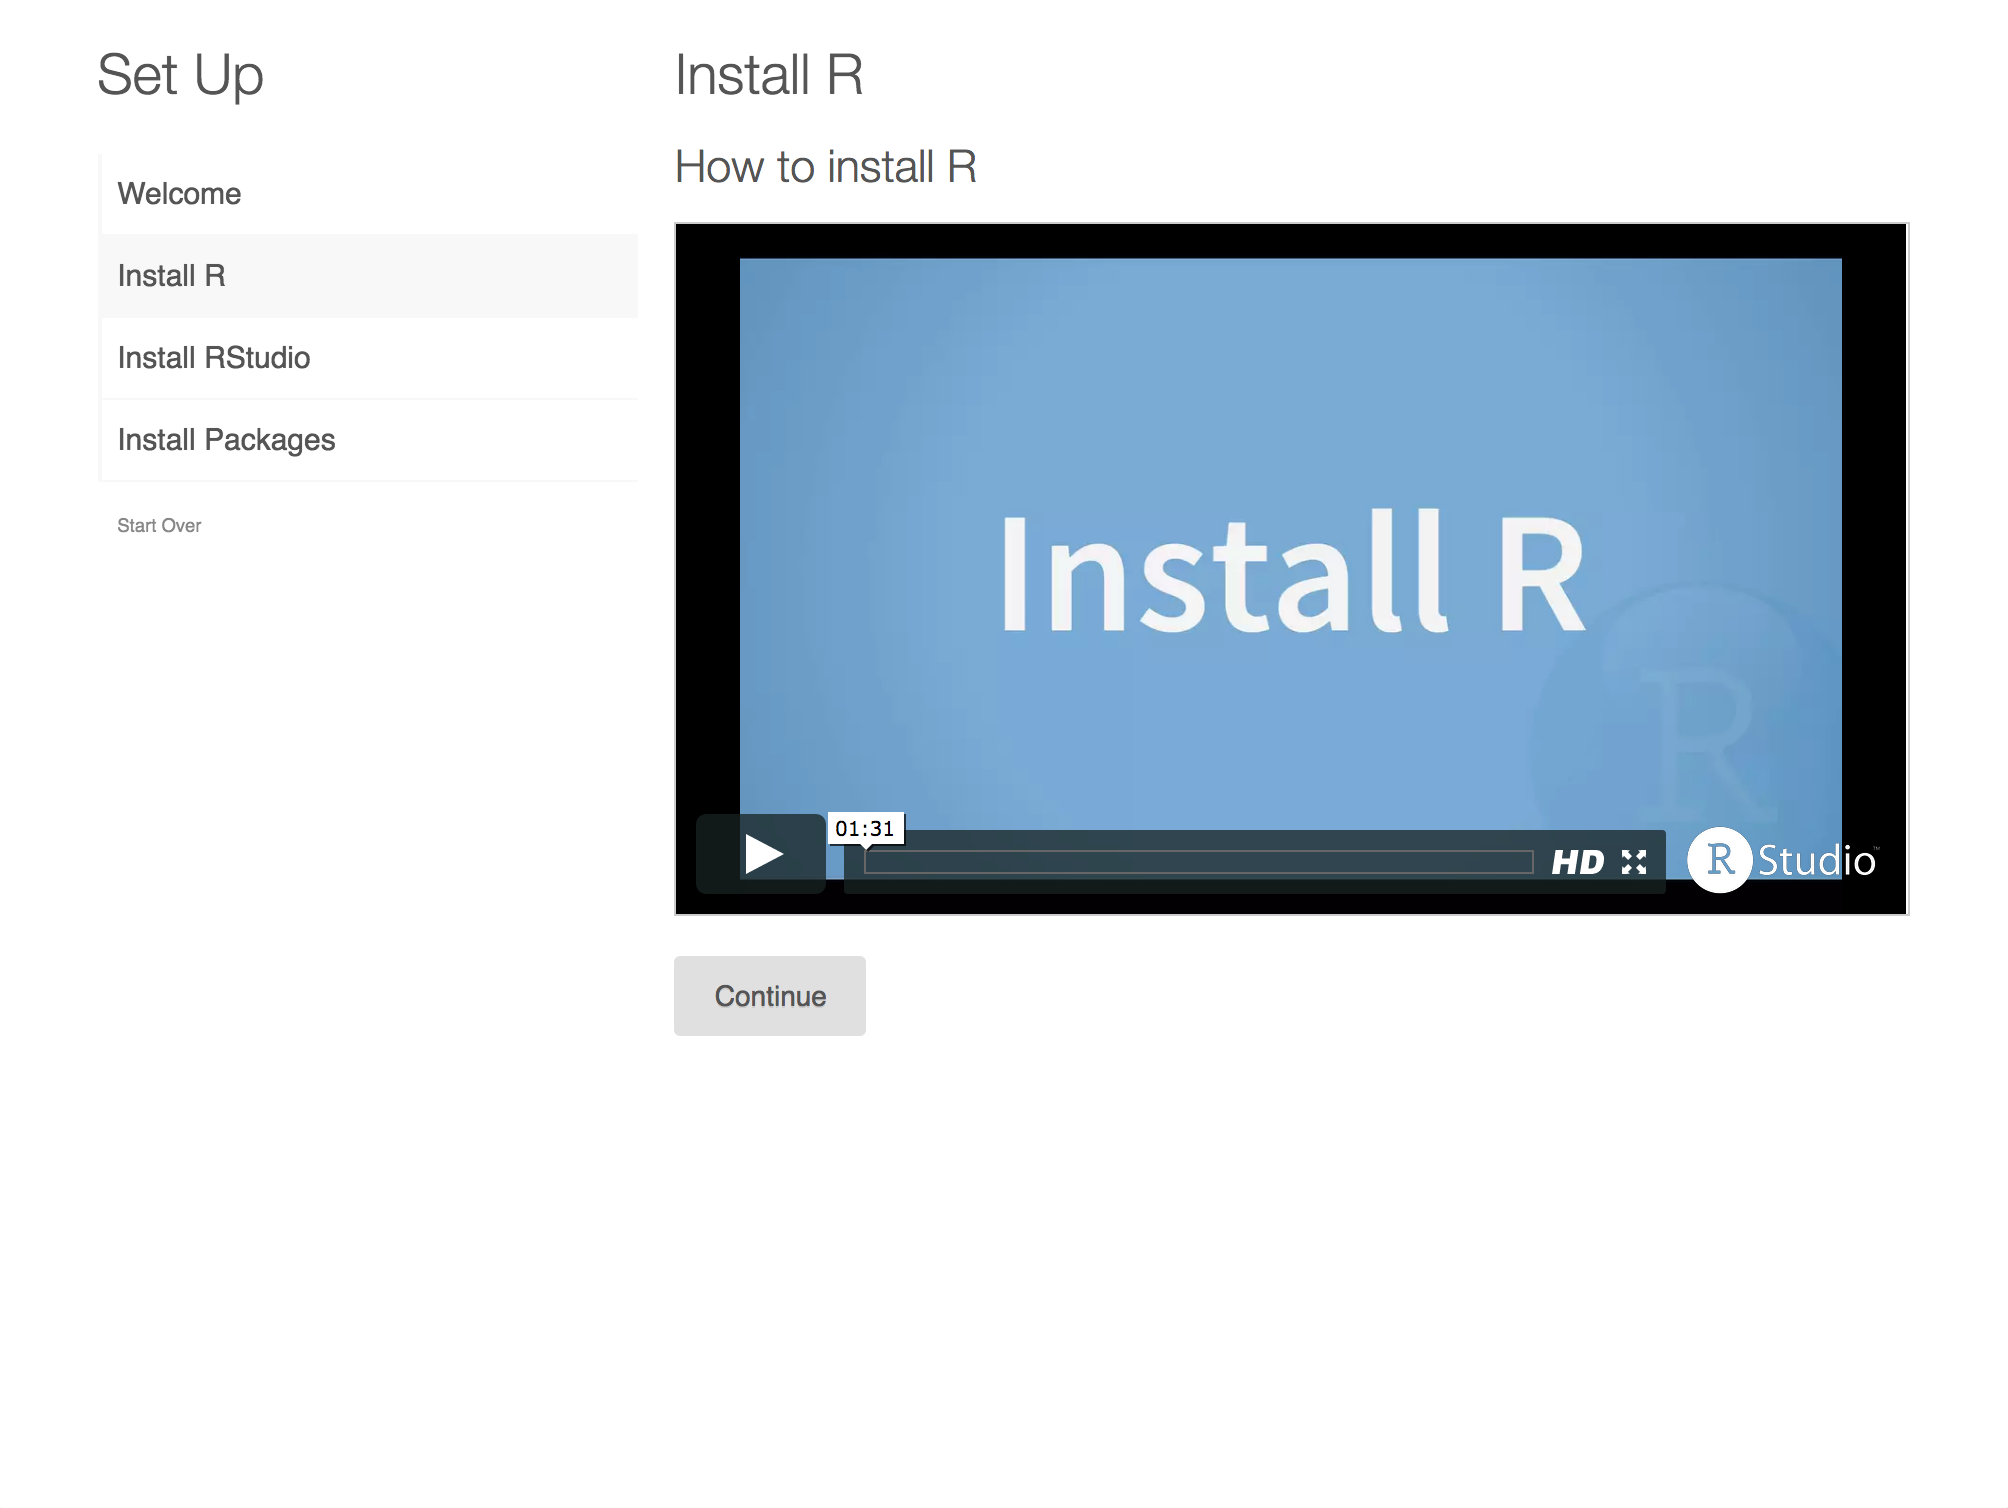 Set Up
Welcome
Install R
Install RStudio
Install Packages
Start Over
Install R
How to install R
Install R
R
01:31
HD
R Studio™
Continue